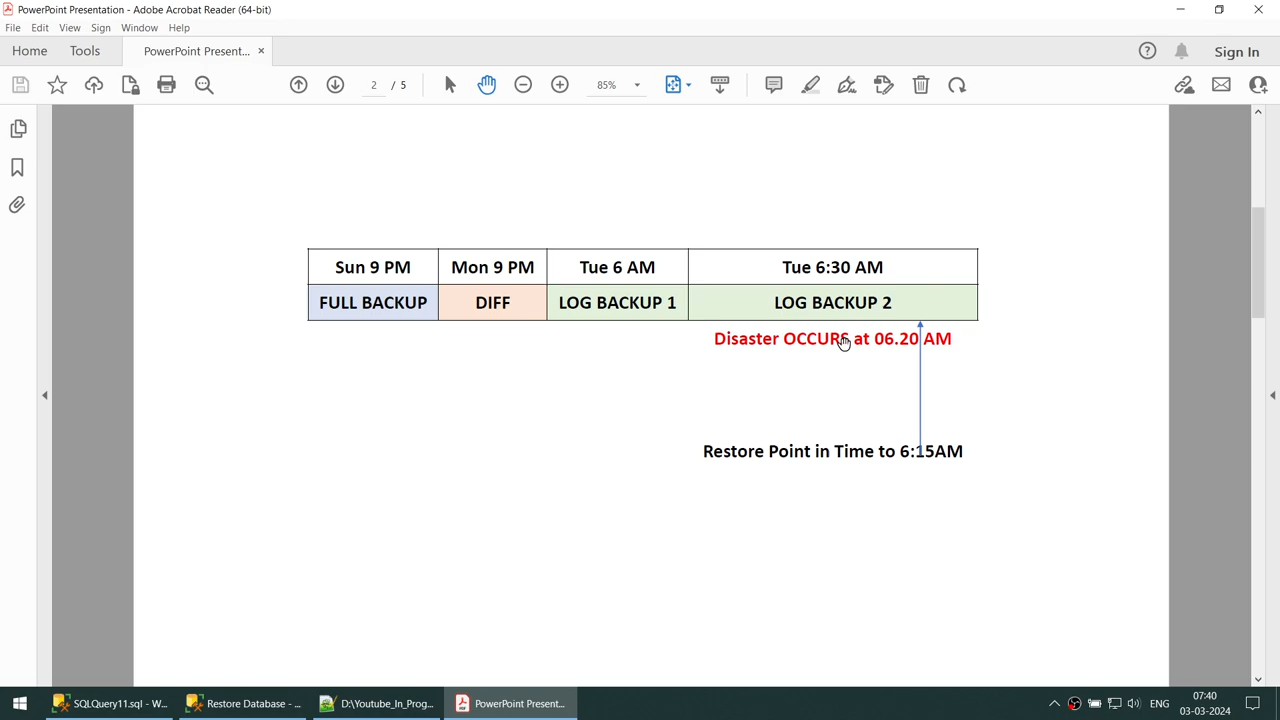 PowerPoint Presentation - Adobe Acrobat Reader (64-bit)
File Edit View Sign Window Help
Home Tools PowerPoint Present... × Sign In
2 / 5 85%
Sun 9 PM Mon 9 PM Tue 6 AM Tue 6:30 AM
FULL BACKUP DIFF LOG BACKUP 1 LOG BACKUP 2
Disaster OCCURS at 06.20 AM
Restore Point in Time to 6:15AM
SQLQuery11.sql - W... Restore Database - ... D:\Youtube_In_Prog... PowerPoint Present... ENG 07:40
03-03-2024